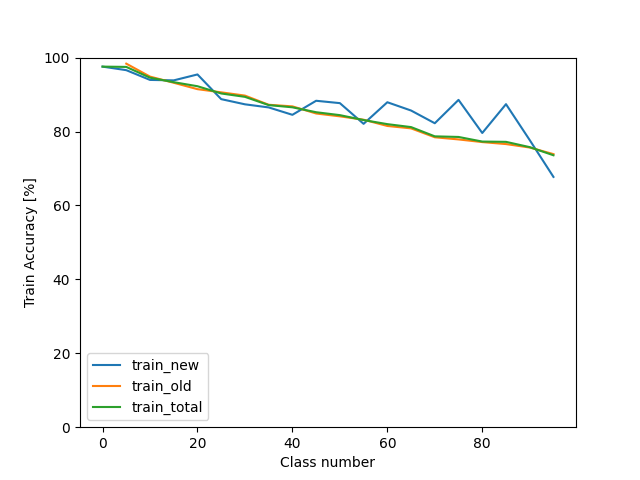 100
80
60
40
20
0
Train Accuracy [%]
train_new
train_old
train_total
0 20 40 60 80
Class number